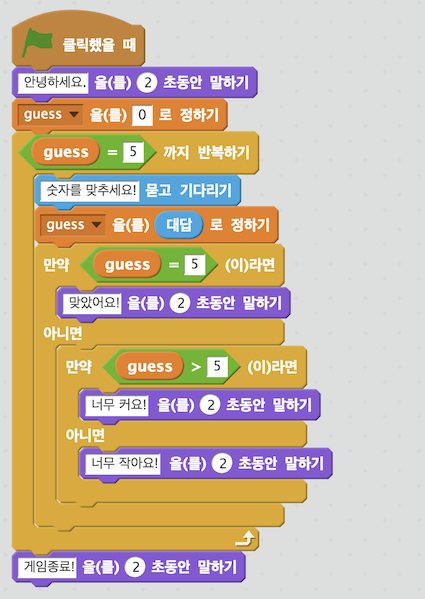 클릭했을 때
안녕하세요. 을(를) 2 초동안 말하기
guess 을(를) 0 로 정하기
guess = 5 까지 반복하기
숫자를 맞추세요! 묻고 기다리기
guess 을(를) 대답 로 정하기
만약 guess = 5 (이)라면
맞았어요! 을(를) 2 초동안 말하기
아니면
만약 guess > 5 (이)라면
너무 커요! 을(를) 2 초동안 말하기
아니면
너무 작아요! 을(를) 2 초동안 말하기
게임종료! 을(를) 2 초동안 말하기